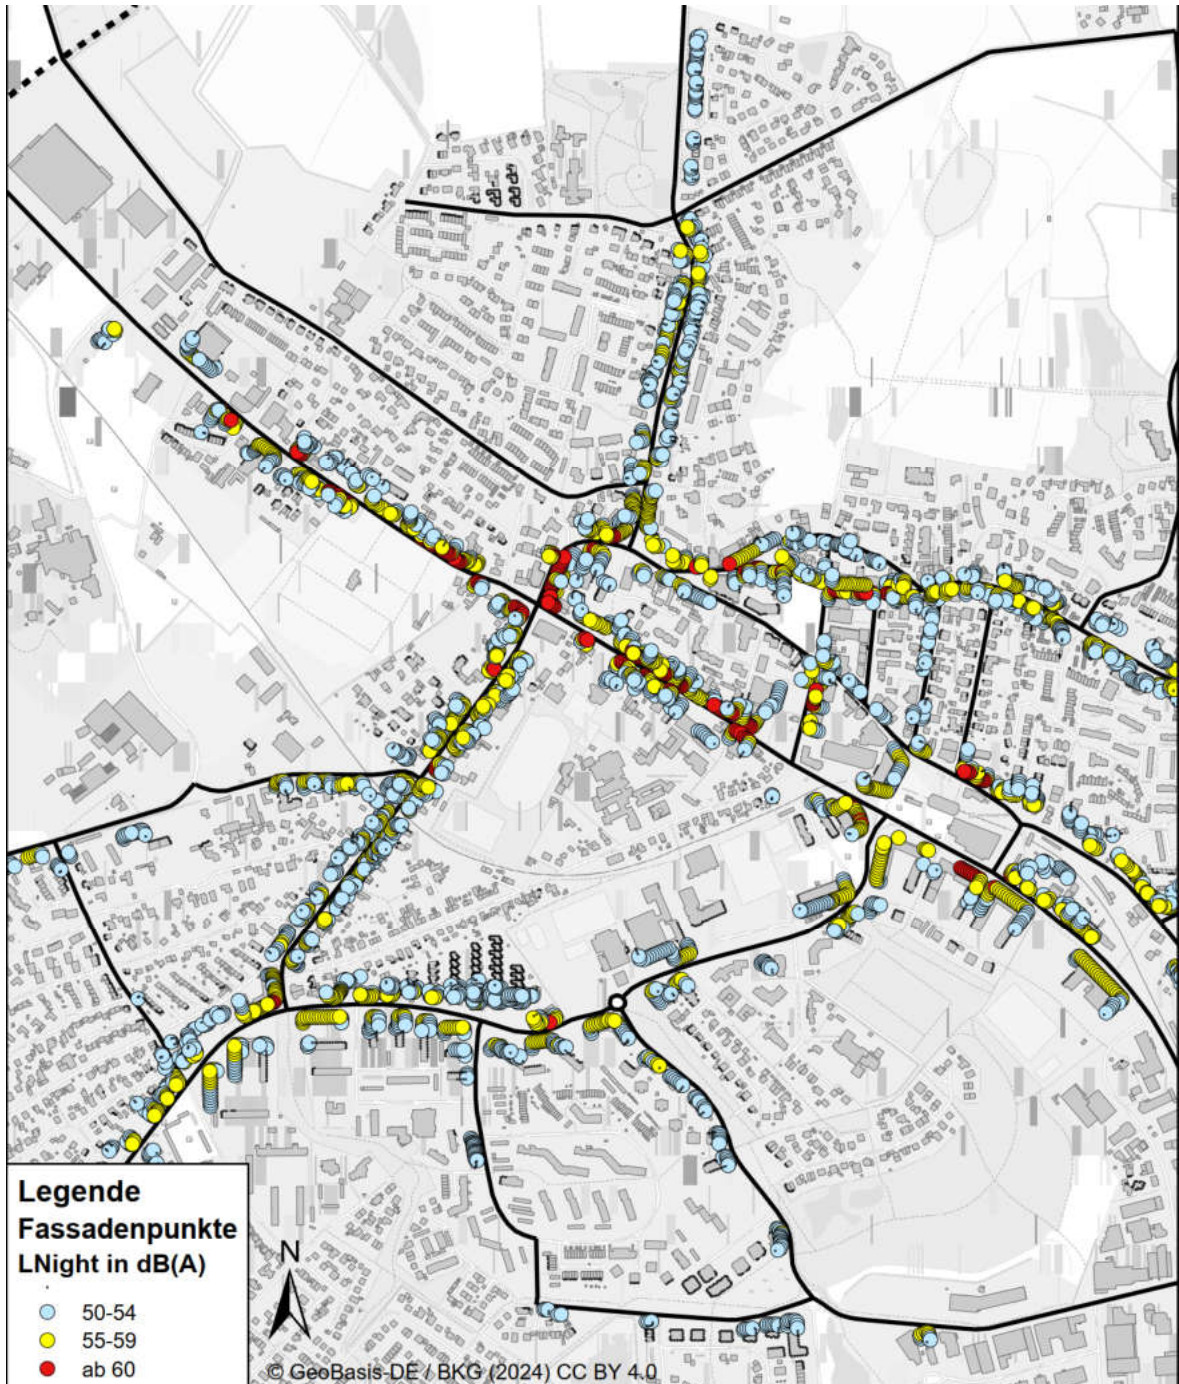 Legende
Fassadenpunkte
LNight in dB(A)
50-54
55-59
ab 60
N
© GeoBasis-DE / BKG (2024) CC BY 4.0